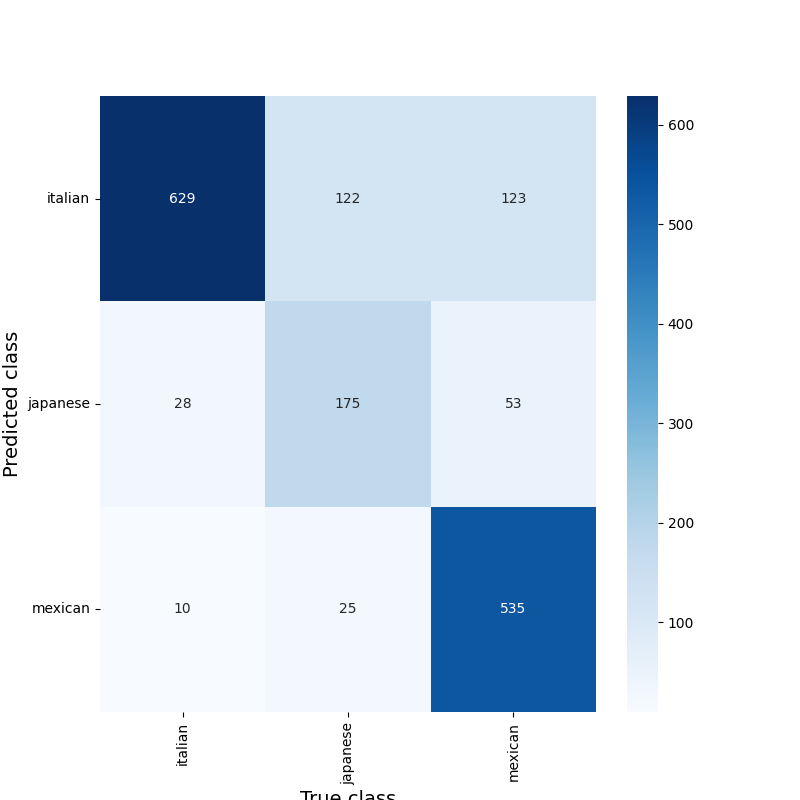 italian
629
122
123
japanese
28
175
53
mexican
10
25
535
italian
japanese
mexican
Predicted class
True class
600
500
400
300
200
100